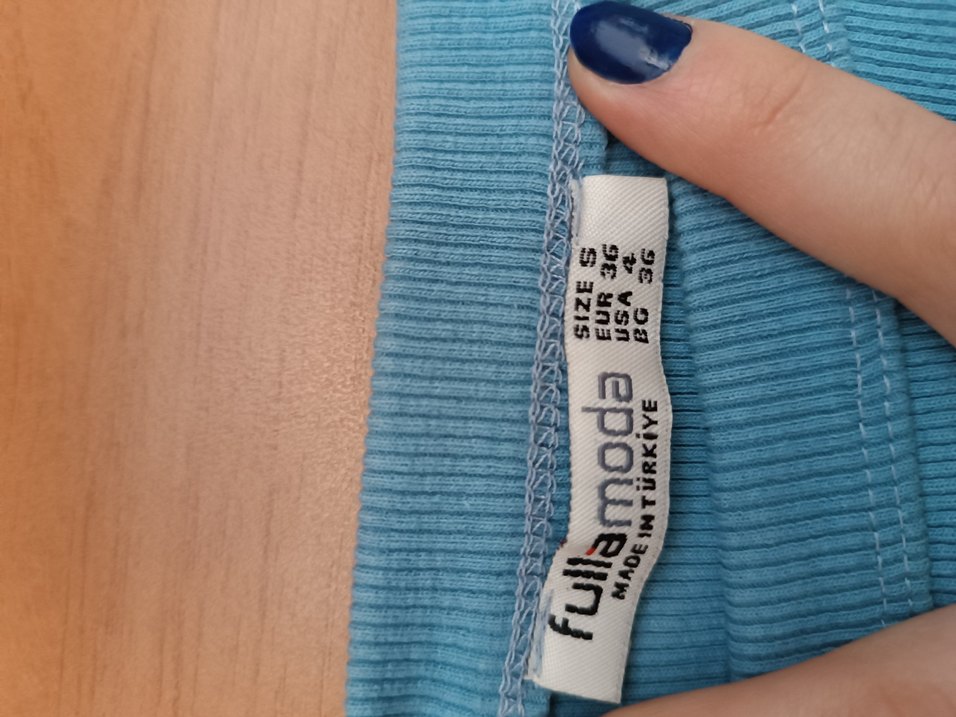 fullamoda
MADE IN TÜRKİYE
SIZE S
EUR 36
USA 4
BG 36